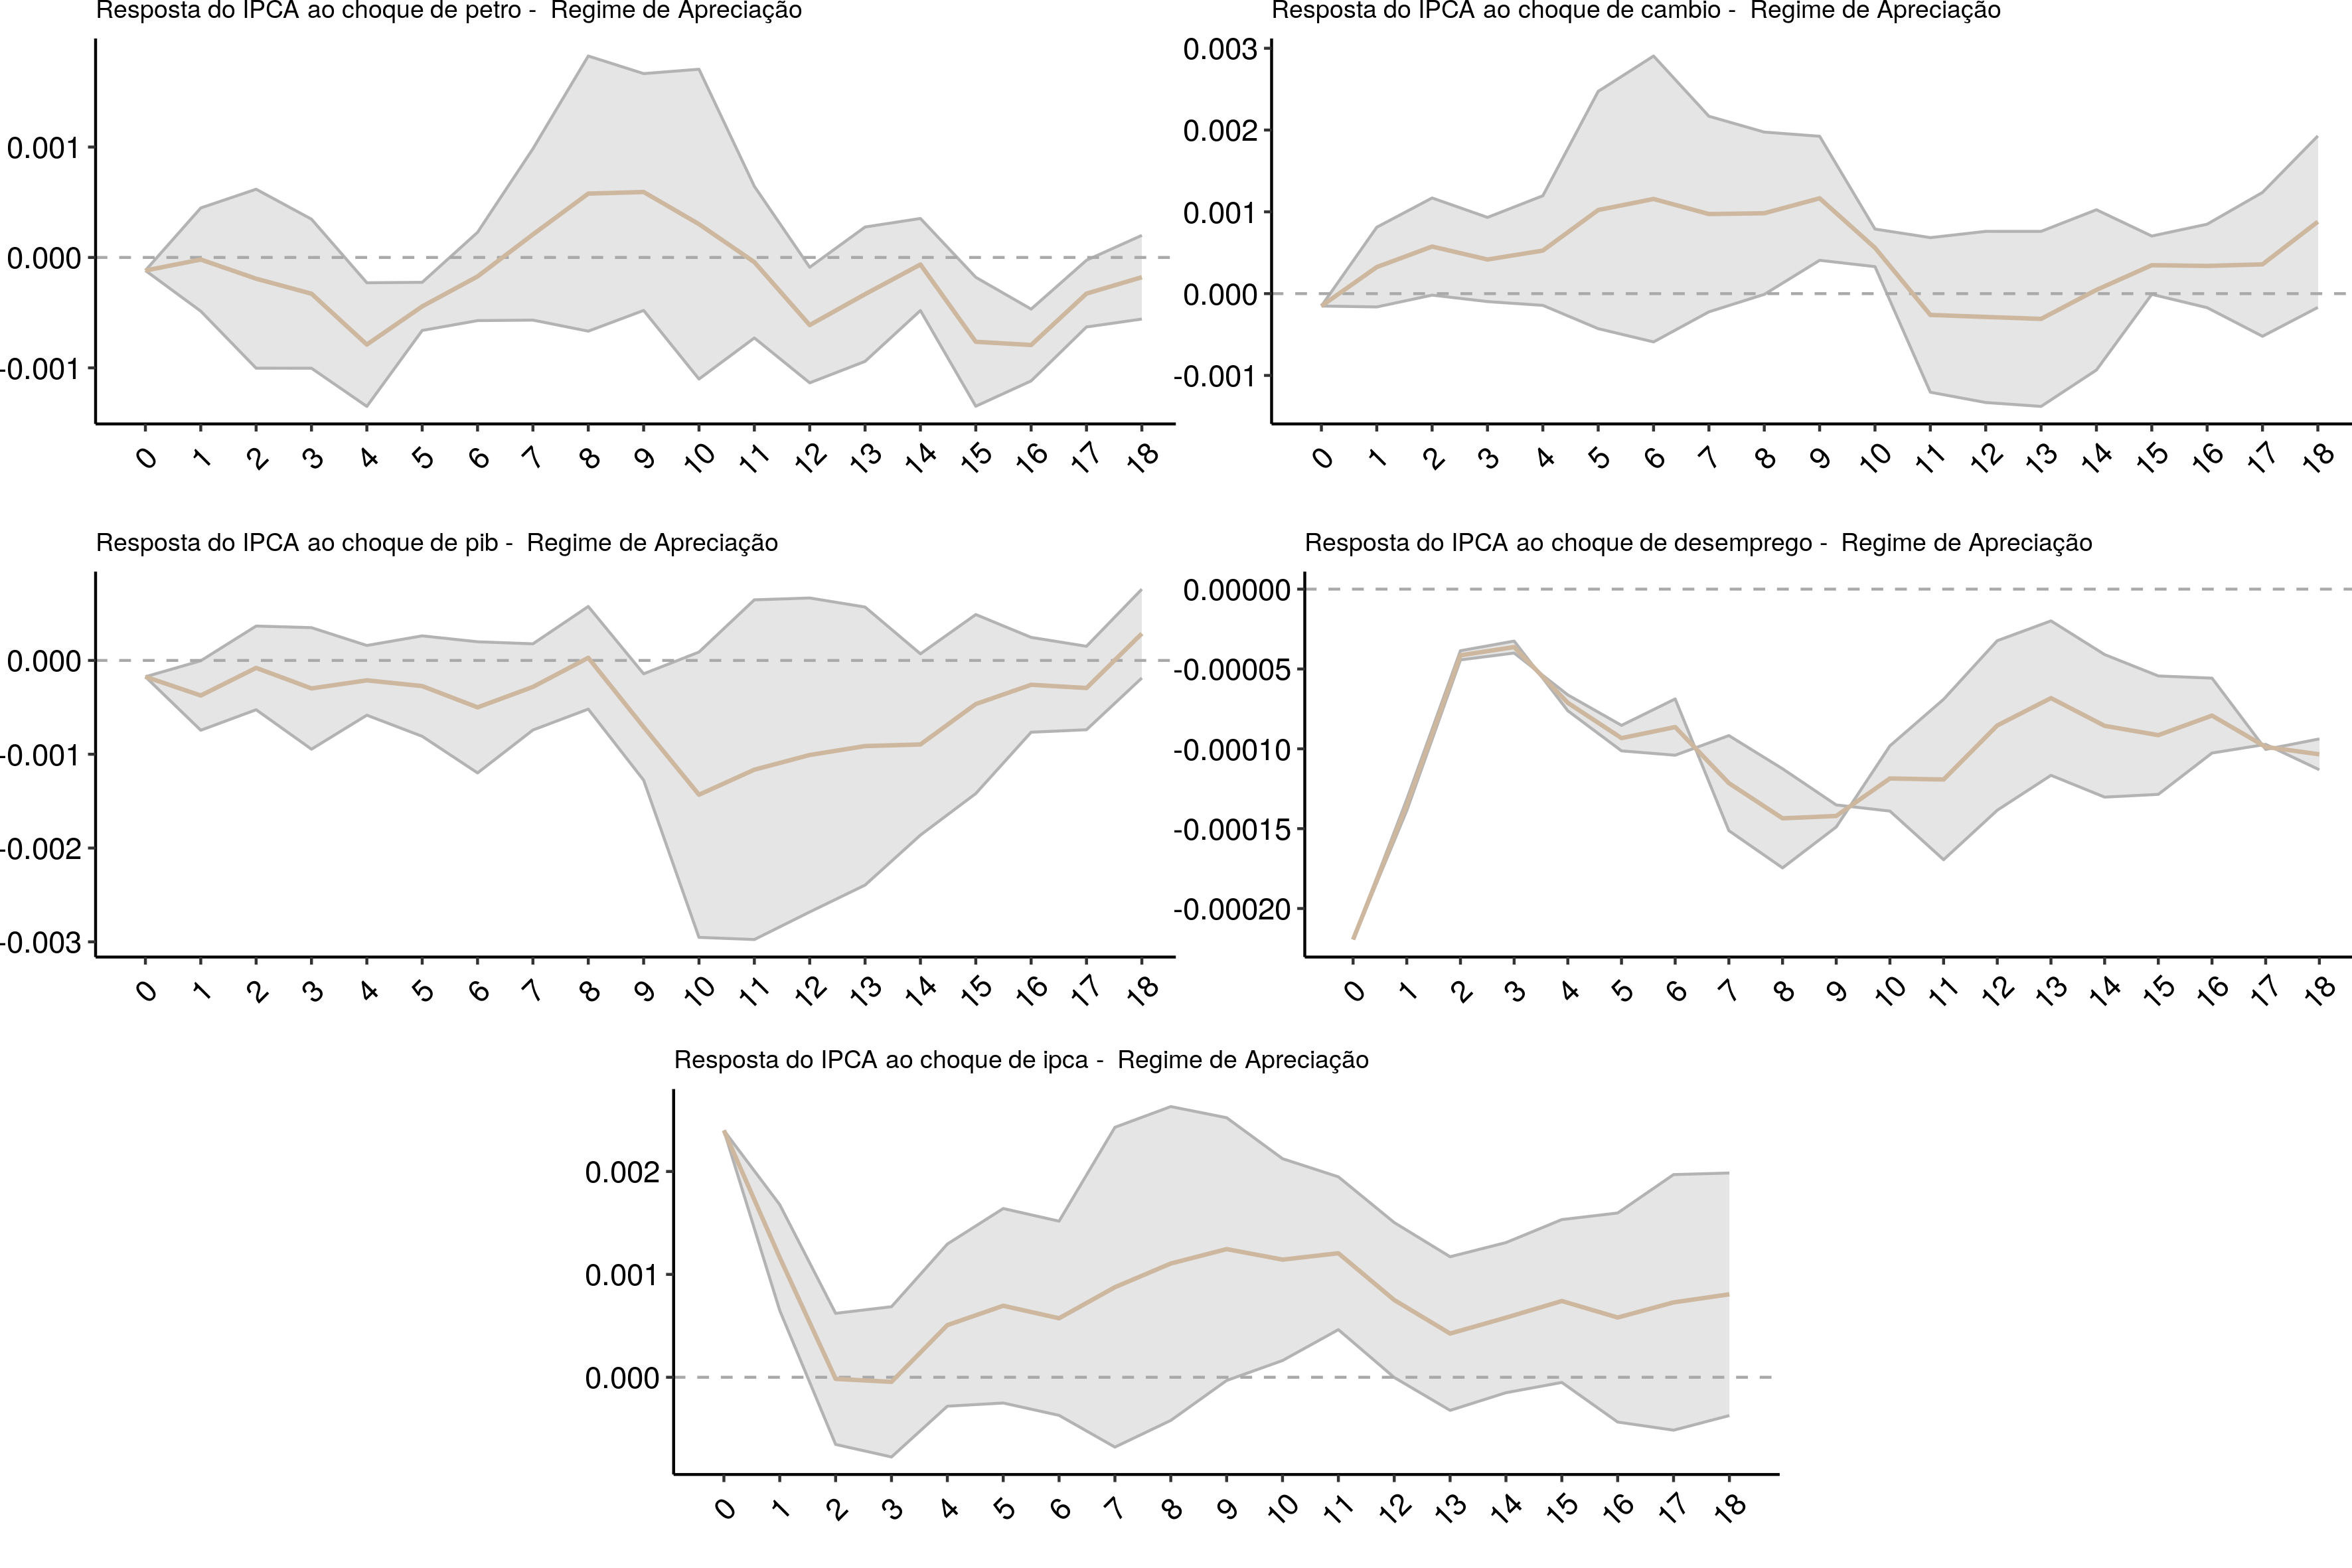 Resposta do IPCA ao choque de petro - Regime de Apreciação
0.001
0.000
-0.001
0 1 2 3 4 5 6 7 8 9 10 11 12 13 14 15 16 17 18
Resposta do IPCA ao choque de cambio - Regime de Apreciação
0.003
0.002
0.001
0.000
-0.001
0 1 2 3 4 5 6 7 8 9 10 11 12 13 14 15 16 17 18
Resposta do IPCA ao choque de pib - Regime de Apreciação
0.000
-0.001
-0.002
-0.003
0 1 2 3 4 5 6 7 8 9 10 11 12 13 14 15 16 17 18
Resposta do IPCA ao choque de desemprego - Regime de Apreciação
0.00000
-0.00005
-0.00010
-0.00015
-0.00020
0 1 2 3 4 5 6 7 8 9 10 11 12 13 14 15 16 17 18
Resposta do IPCA ao choque de ipca - Regime de Apreciação
0.002
0.001
0.000
0 1 2 3 4 5 6 7 8 9 10 11 12 13 14 15 16 17 18